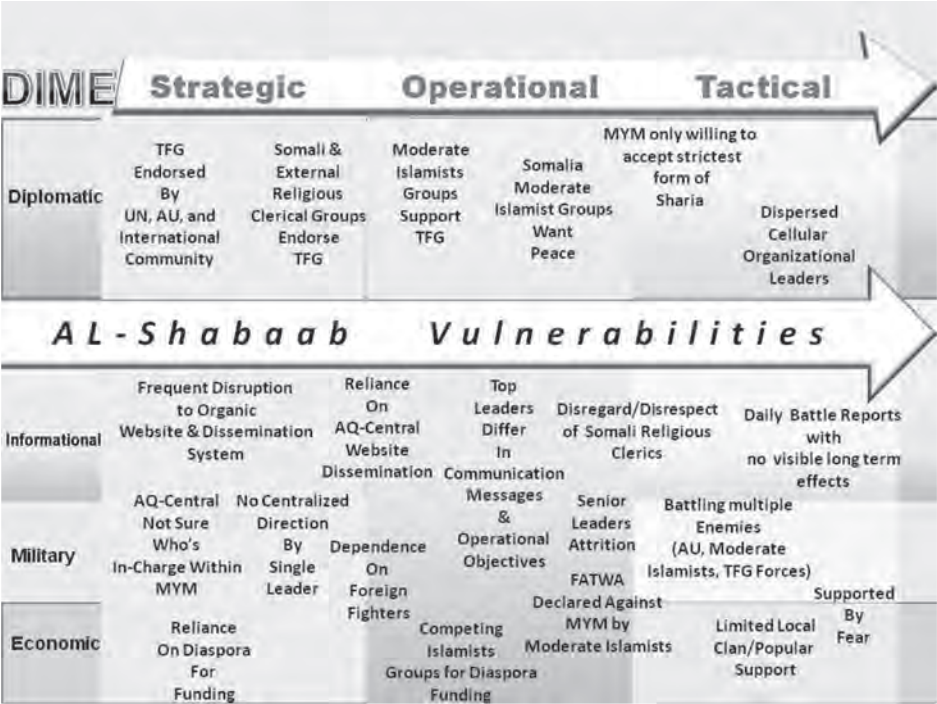 DIME
Strategic
Operational
Tactical
Diplomatic
TFG
Endorsed
By
UN, AU, and
International
Community
Somali &
External
Religious
Clerical Groups
Endorse
TFG
Moderate
Islamists
Groups
Support
TFG
Somalia
Moderate
Islamist Groups
Want
Peace
MYM only willing to
accept strictest
form of
Sharia
Dispersed
Cellular
Organizational
Leaders
AL-Shabaab Vulnerabilities
Informational
Frequent Disruption
to Organic
Website & Dissemination
System
Reliance
On
AQ-Central
Website
Dissemination
Top
Leaders
Differ
In
Communication
Messages
&
Operational
Objectives
Disregard/Disrespect
of Somali Religious
Clerics
Daily Battle Reports
with
no visible long term
effects
Military
AQ-Central
Not Sure
Who's
In-Charge Within
MYM
No Centralized
Direction
By
Single
Leader
Dependence
On
Foreign
Fighters
Senior
Leaders
Attrition
FATWA
Declared Against
MYM by
Moderate Islamists
Battling multiple
Enemies
(AU, Moderate
Islamists, TFG Forces)
Supported
By
Fear
Economic
Reliance
On Diaspora
For
Funding
Competing
Islamists
Groups for Diaspora
Funding
Limited Local
Clan/Popular
Support